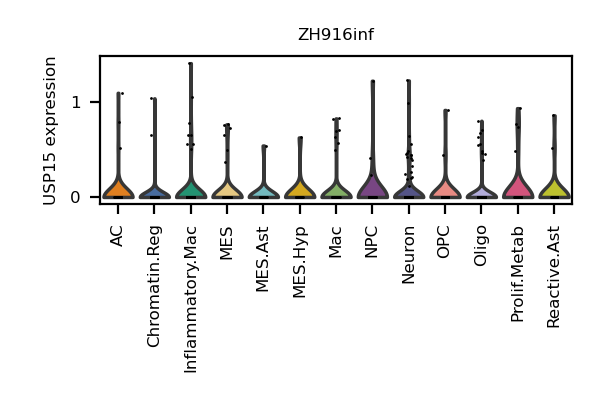 ZH916inf
USP15 expression
1
0
AC
Chromatin.Reg
Inflammatory.Mac
MES
MES.Ast
MES.Hyp
Mac
NPC
Neuron
OPC
Oligo
Prolif.Metab
Reactive.Ast